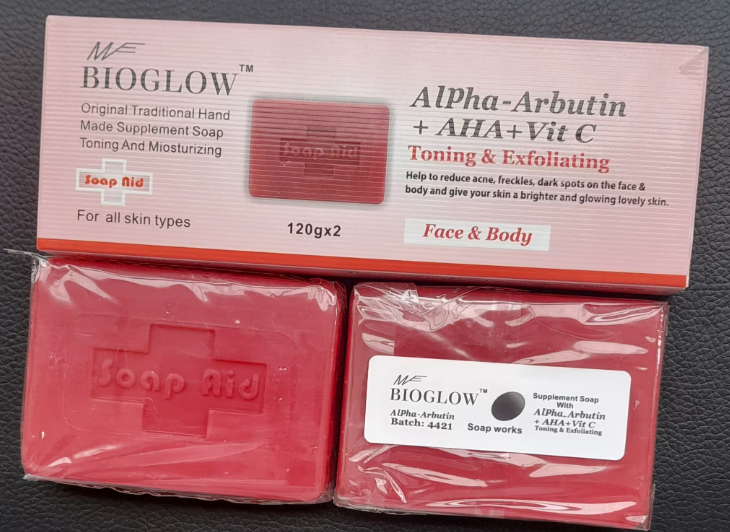 ME
BIOGLOW™
Original Traditional Hand
Made Supplement Soap
Toning And Miosturizing
Soap Aid
For all skin types
Soap Aid
120gx2
AlPha-Arbutin
+ AHA+Vit C
Toning & Exfoliating
Help to reduce acne, freckles, dark spots on the face &
body and give your skin a brighter and glowing lovely skin.
Face & Body
Soap Aid
ME
BIOGLOW™
AlPha-Arbutin
Batch: 4421
Soap works
Supplement Soap
With
AlPha_Arbutin
+ AHA+Vit C
Toning & Exfoliating